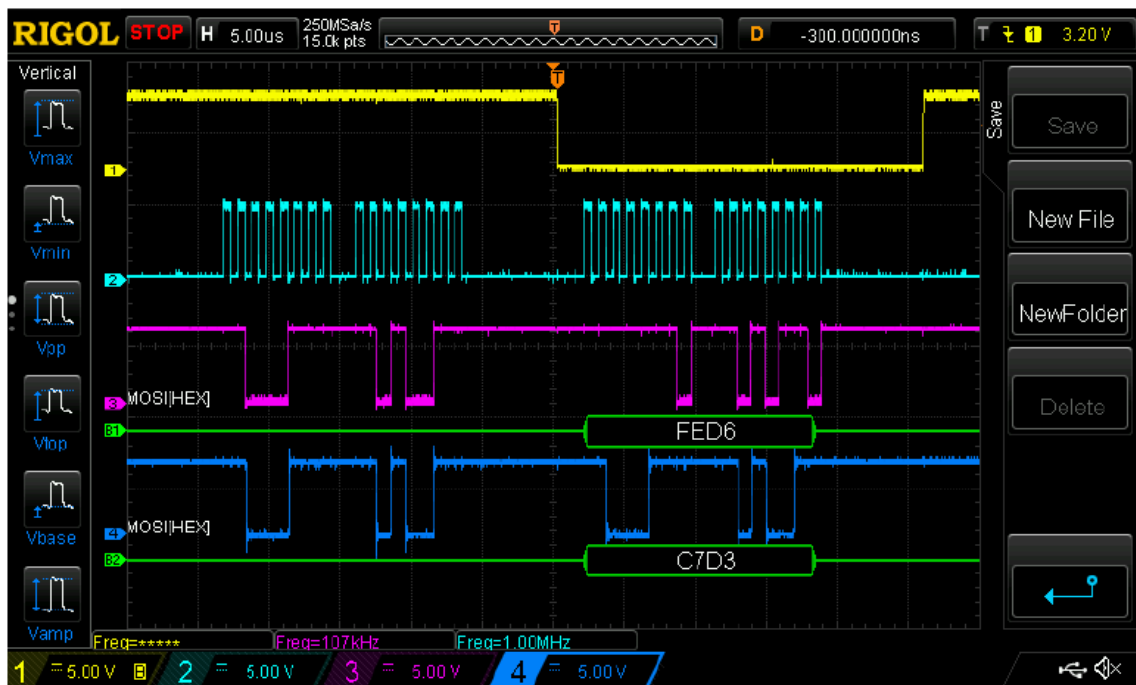 RIGOL STOP H 5.00us 250MSa/s 15.0k pts T D -300.000000ns T 1 3.20 V
Vertical
T
Save
Save
Vmax
1
New File
Vmin
2
NewFolder
Vpp
MOSI[HEX]
3
Delete
B1
FED6
Vtop
MOSI[HEX]
4
Vbase
B2
C7D3
Vamp
Freq=***** Freq=107kHz Freq=1.00MHz
1 5.00 V B 2 5.00 V 3 5.00 V 4 5.00 V